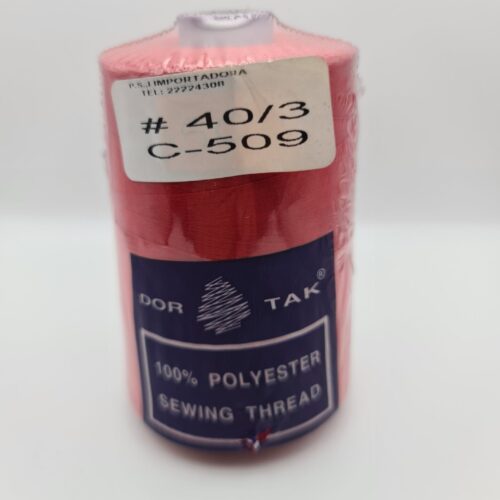 P.S.J IMPORTADORA
TEL: 22224308
# 40/3
C-509
DOR TAK®
100% POLYESTER
SEWING THREAD